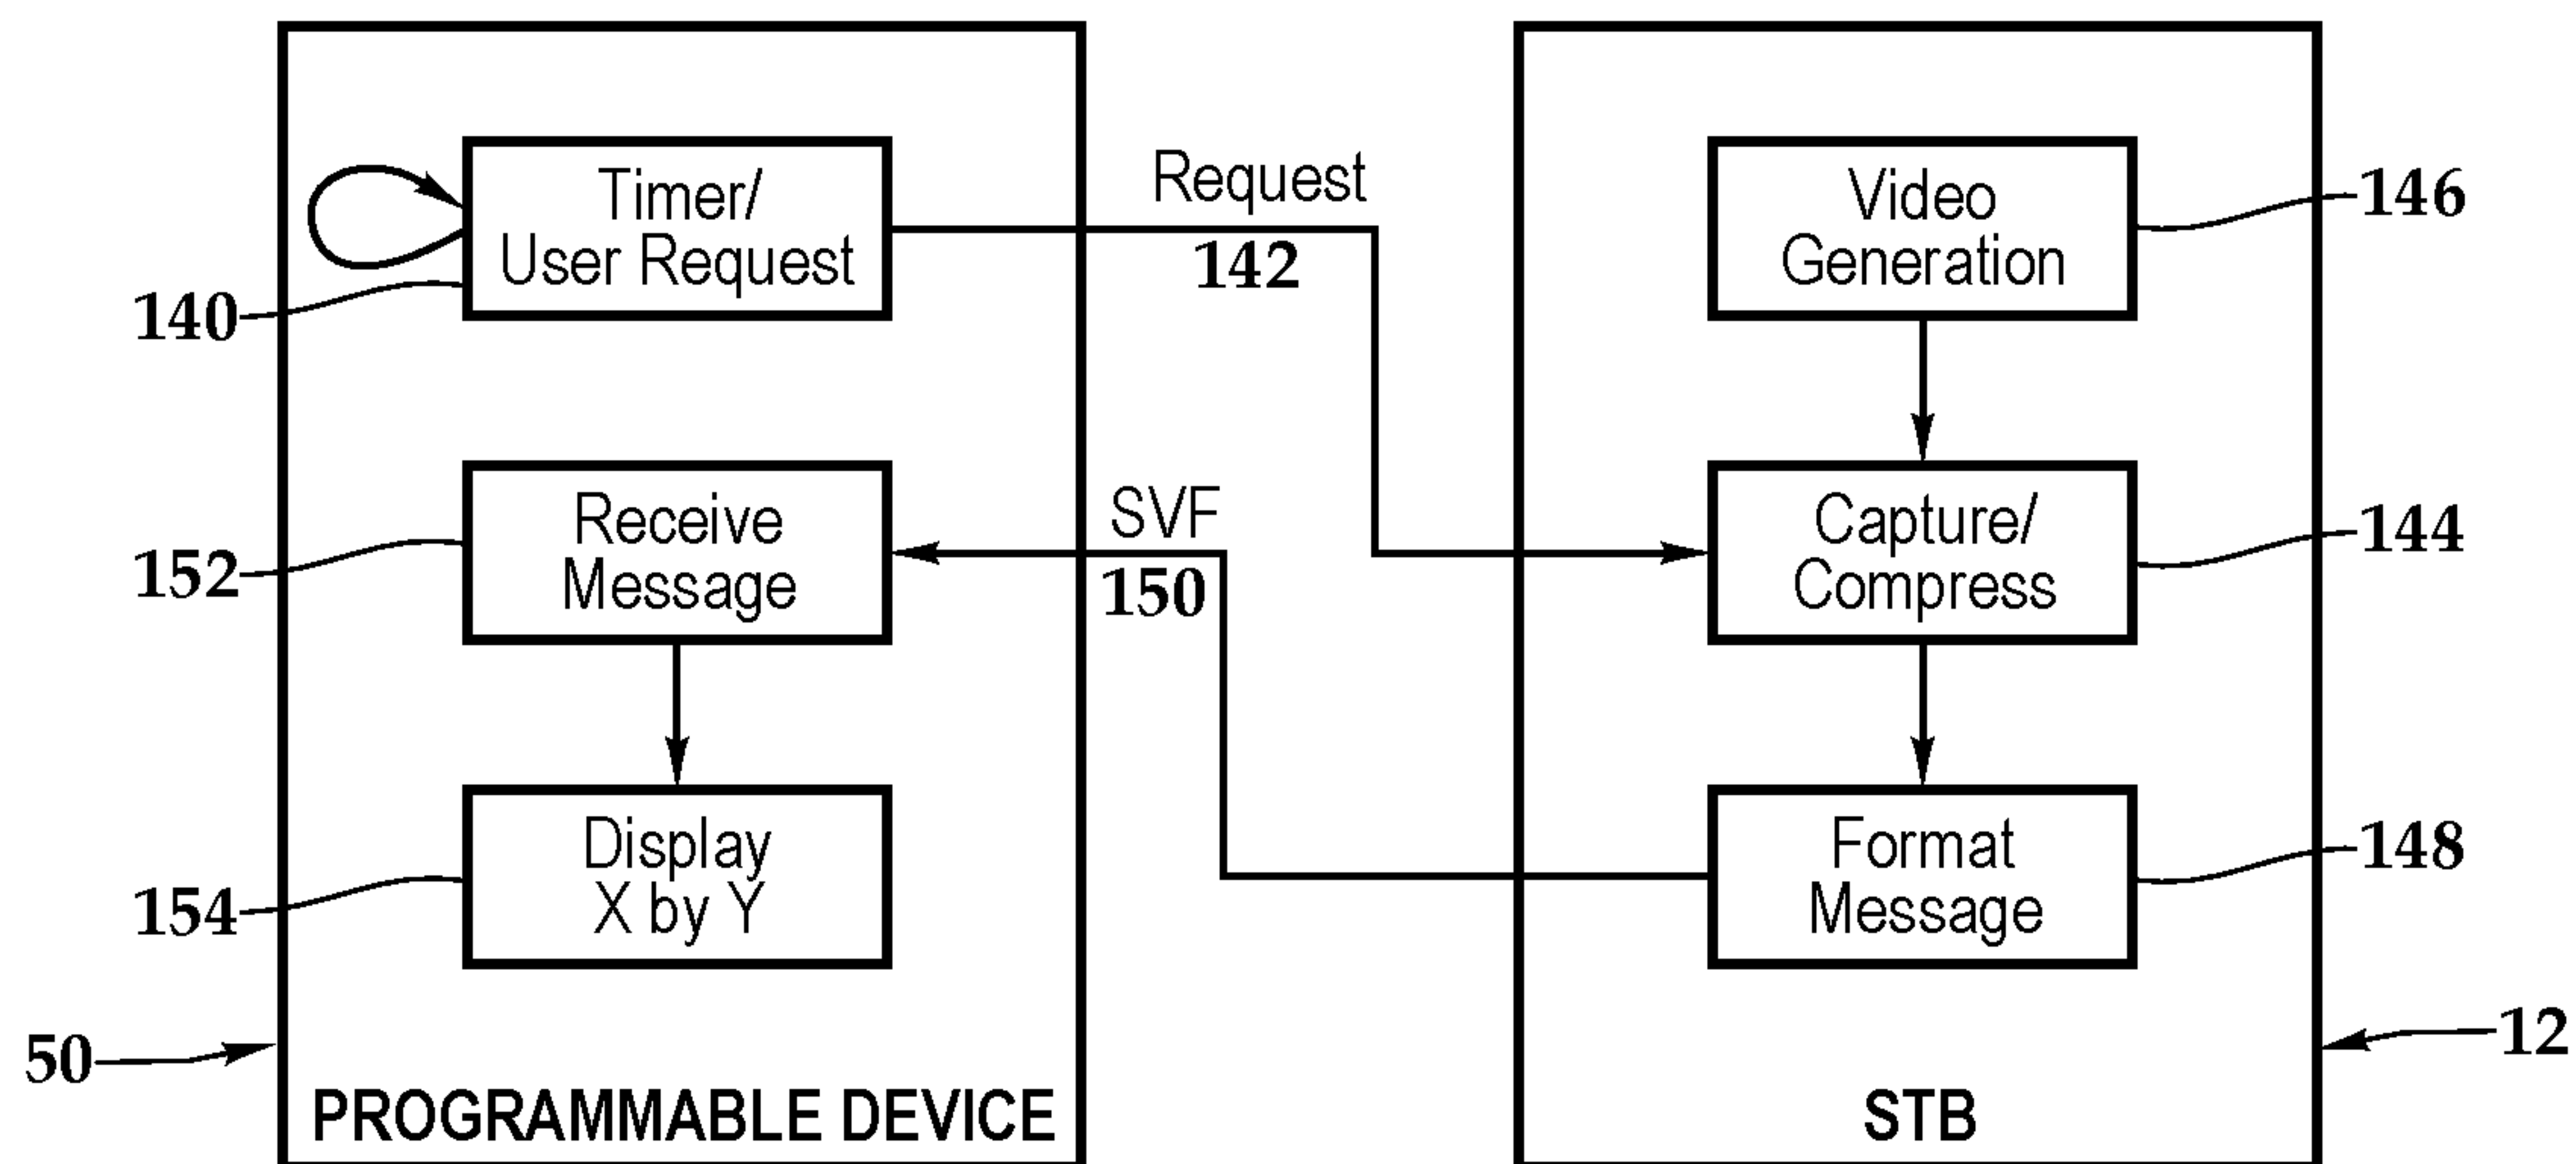 Timer/
User Request
140
Request
142
Video
Generation
146
Receive
Message
152
SVF
150
Capture/
Compress
144
Display
X by Y
154
Format
Message
148
50
PROGRAMMABLE DEVICE
STB
12